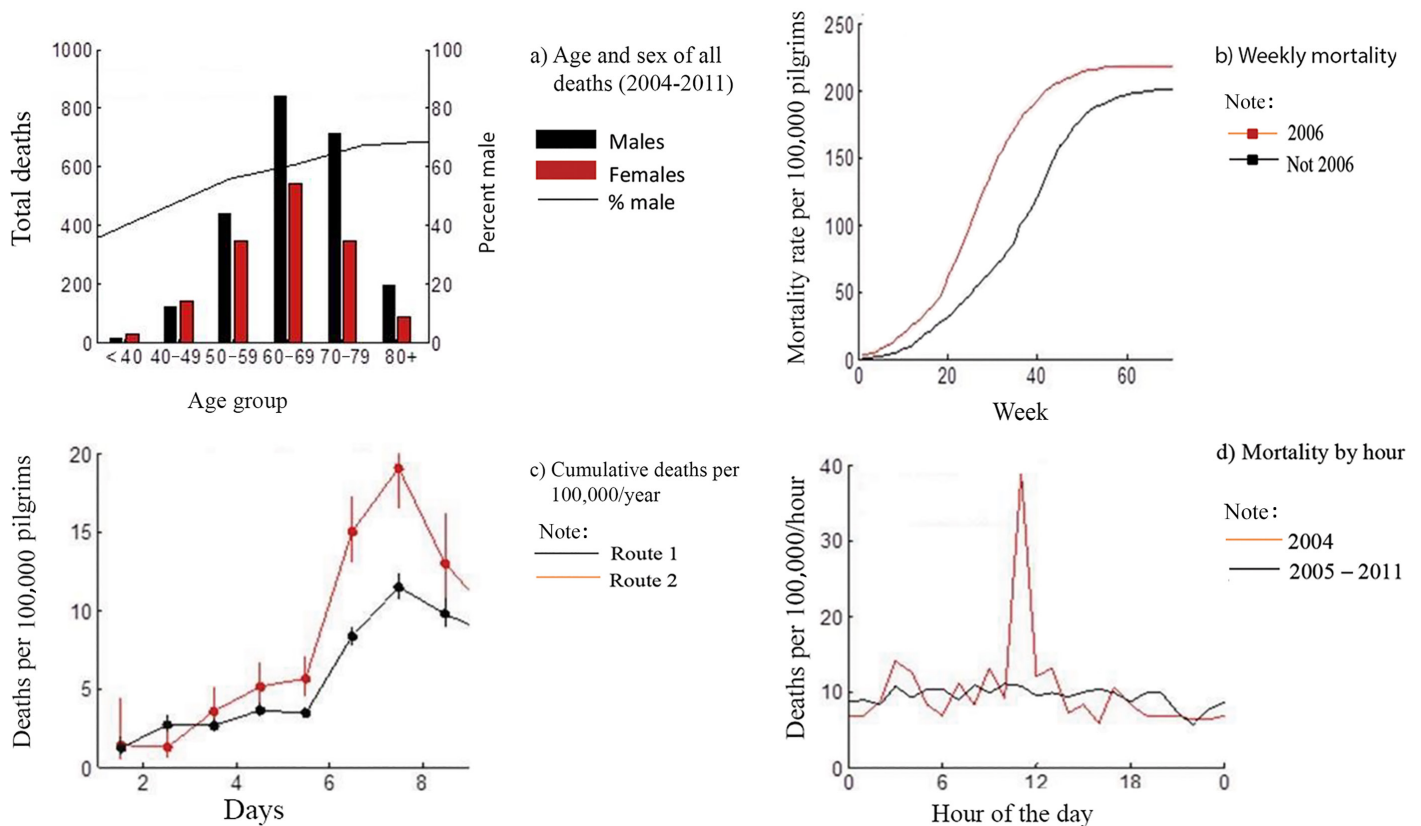 1000
800
600
400
200
0
Total deaths
100
80
60
40
20
0
Percent male
< 40 40-49 50-59 60-69 70-79 80+
Age group
a) Age and sex of all
deaths (2004-2011)
Males
Females
% male
250
200
150
100
50
0
Mortality rate per 100,000 pilgrims
0 20 40 60
Week
b) Weekly mortality
Note:
2006
Not 2006
20
15
10
5
0
Deaths per 100,000 pilgrims
2 4 6 8
Days
c) Cumulative deaths per
100,000/year
Note:
Route 1
Route 2
40
30
20
10
0
Deaths per 100,000/hour
0 6 12 18 0
Hour of the day
d) Mortality by hour
Note:
2004
2005 – 2011